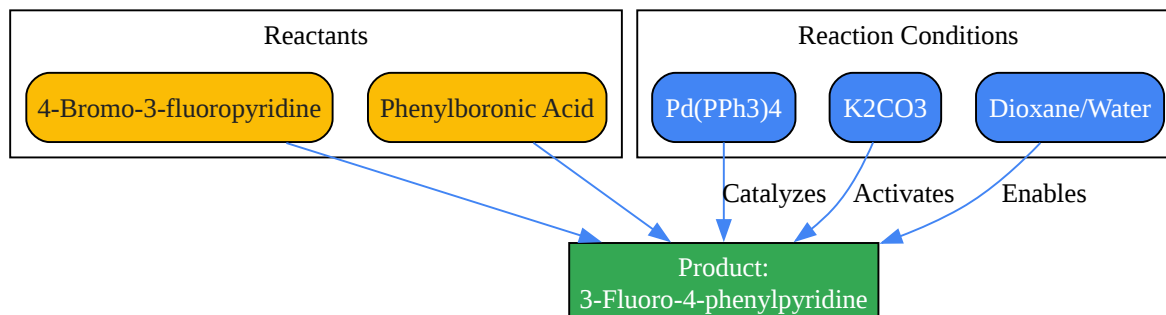 Reactants
Reaction Conditions
4-Bromo-3-fluoropyridine
Phenylboronic Acid
Pd(PPh3)4
K2CO3
Dioxane/Water
Catalyzes
Activates
Enables
Product:
3-Fluoro-4-phenylpyridine